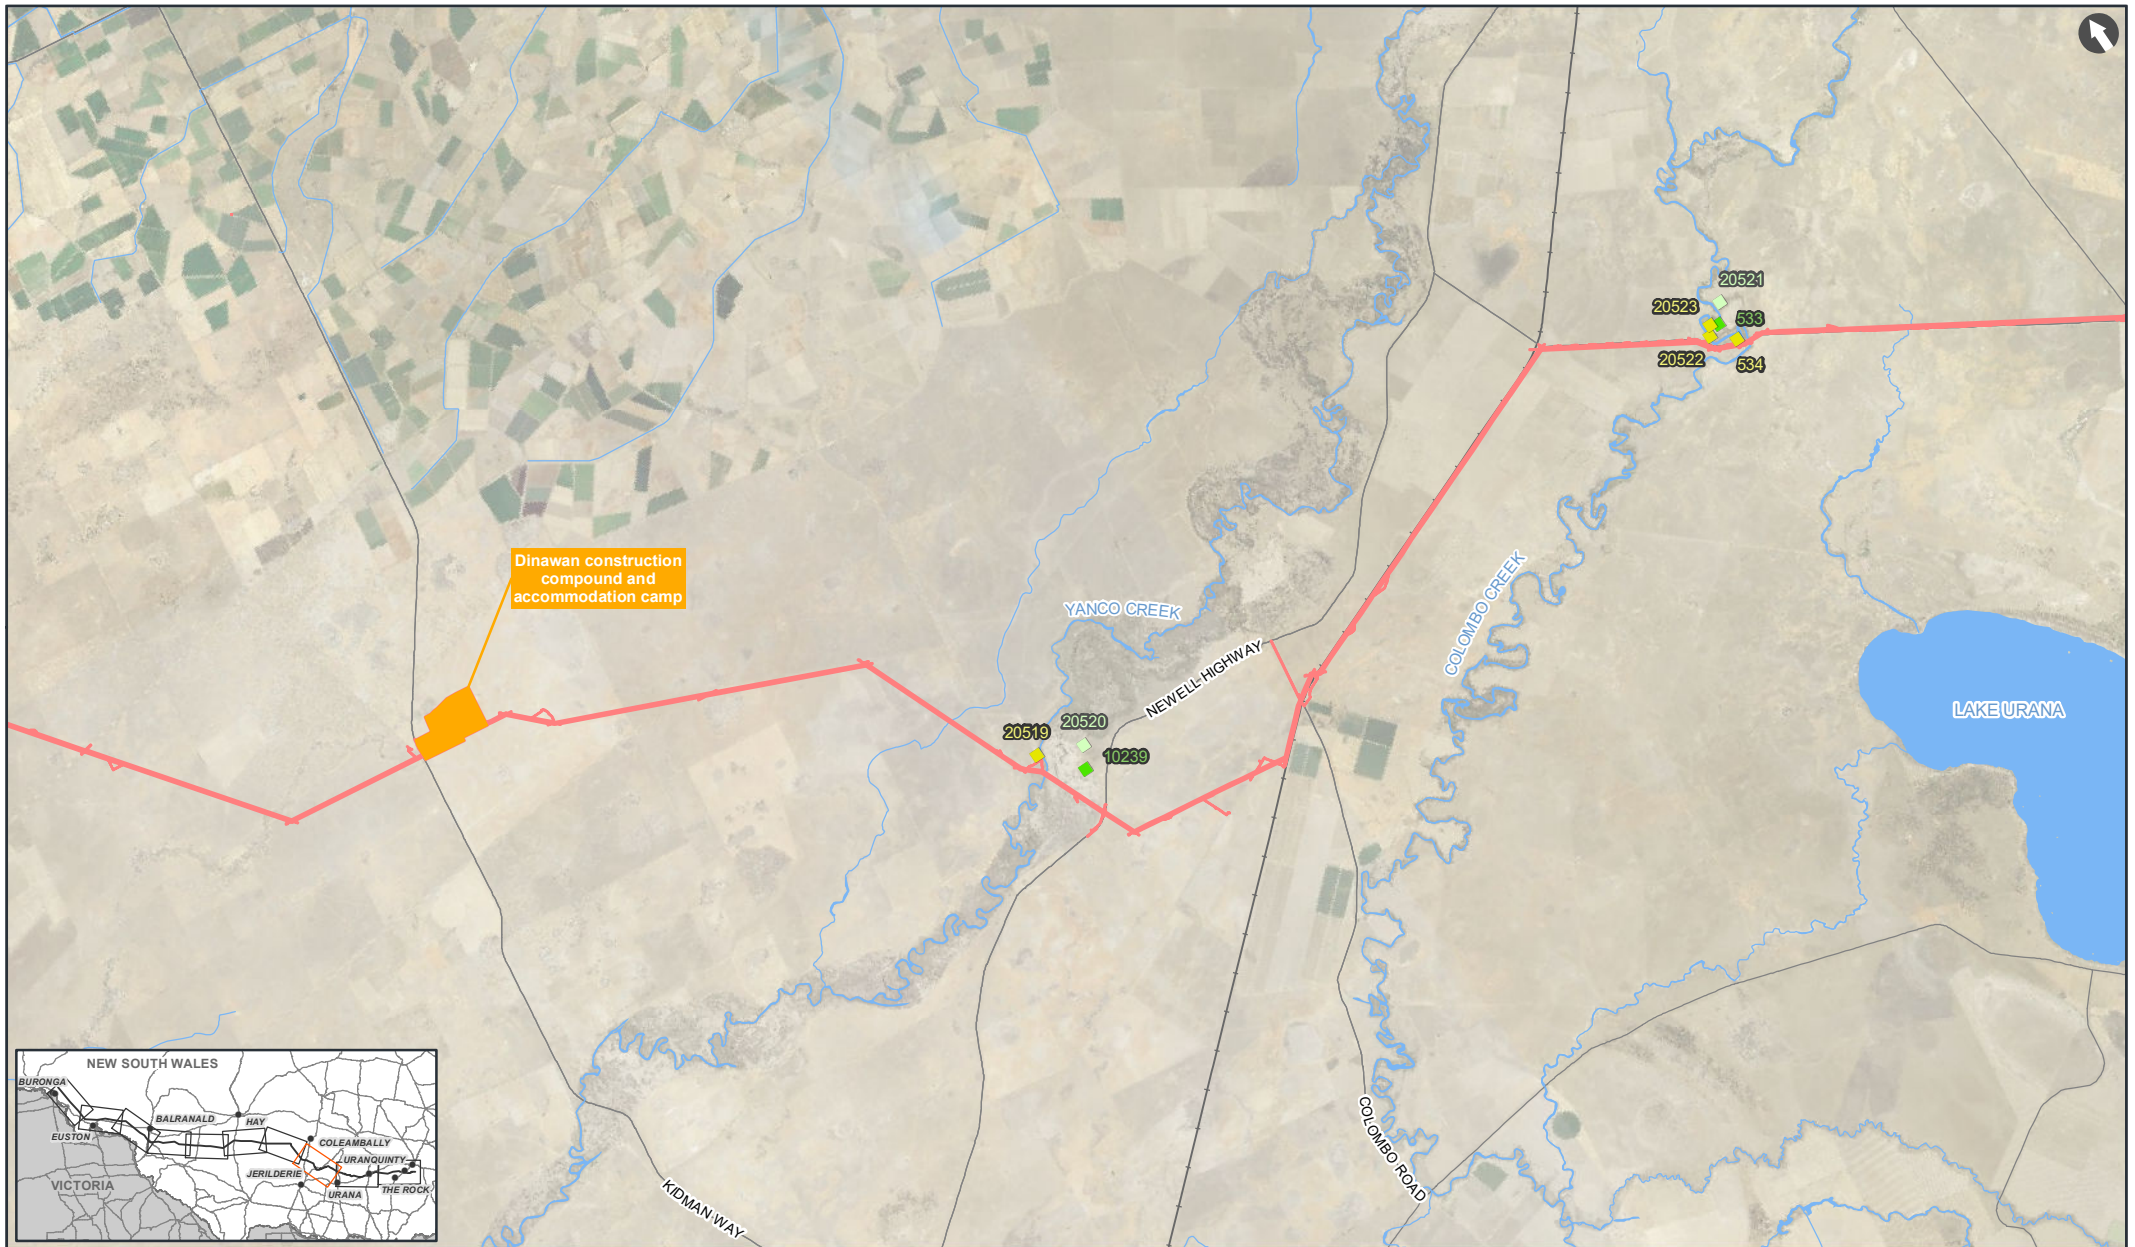 20521
20523
533
20522
534
Dinawan construction
compound and
accommodation camp
YANCO CREEK
COLOMBO CREEK
NEWELL HIGHWAY
LAKE URANA
20519
20520
10239
COLOMBO ROAD
KIDMAN WAY
NEW SOUTH WALES
BURONGA
BALRANALD
HAY
EUSTON
COLEAMBALLY
URANQUINTY
JERILDERIE
VICTORIA
URANA
THE ROCK